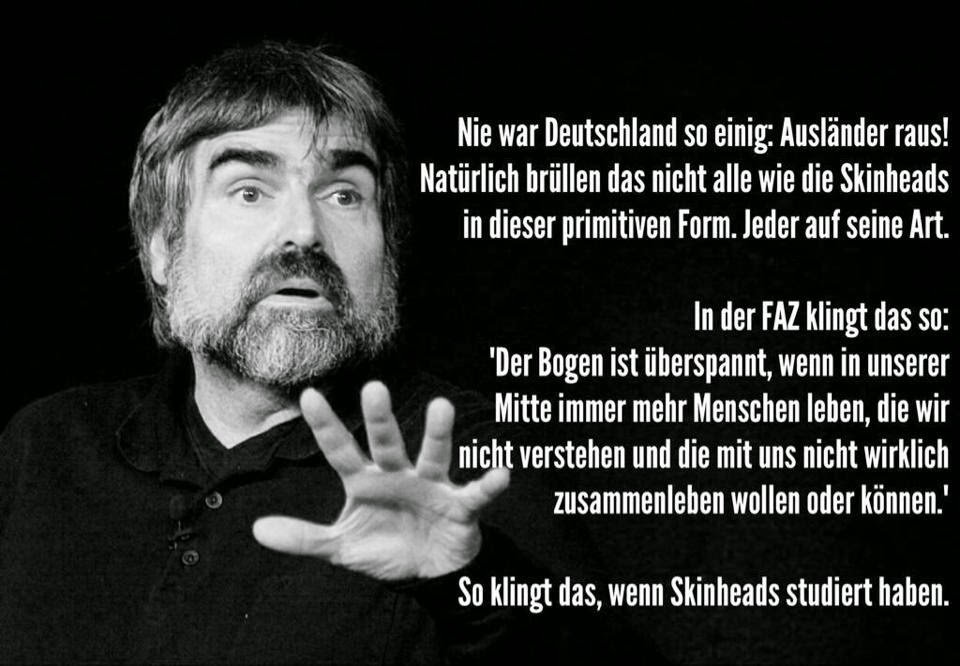 Nie war Deutschland so einig: Ausländer raus!
Natürlich brüllen das nicht alle wie die Skinheads
in dieser primitiven Form. Jeder auf seine Art.
In der FAZ klingt das so:
'Der Bogen ist überspannt, wenn in unserer
Mitte immer mehr Menschen leben, die wir
nicht verstehen und die mit uns nicht wirklich
zusammenleben wollen oder können.'
So klingt das, wenn Skinheads studiert haben.